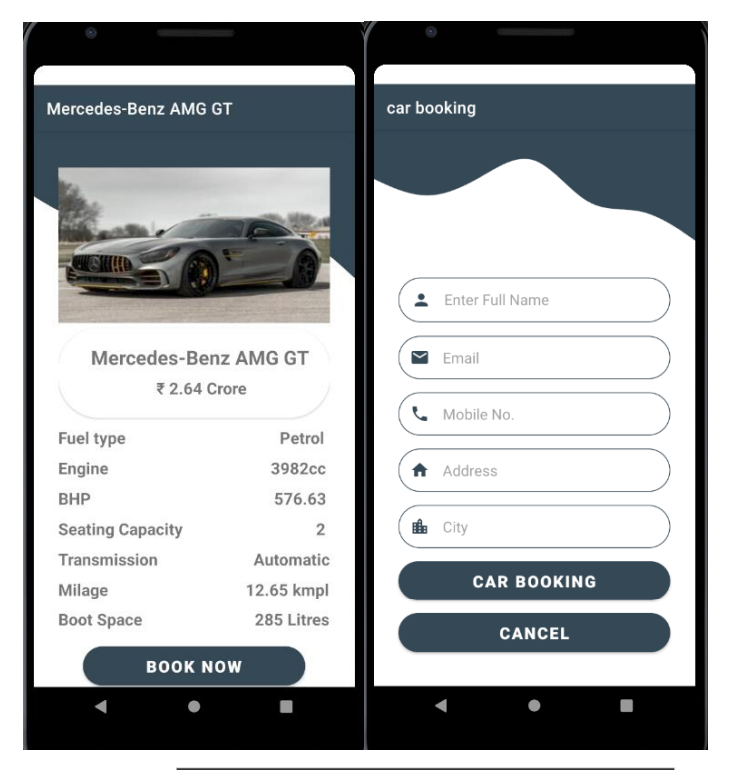 Mercedes-Benz AMG GT
Mercedes-Benz AMG GT
₹ 2.64 Crore
Fuel type Petrol
Engine 3982cc
BHP 576.63
Seating Capacity 2
Transmission Automatic
Milage 12.65 kmpl
Boot Space 285 Litres
BOOK NOW
car booking
Enter Full Name
Email
Mobile No.
Address
City
CAR BOOKING
CANCEL